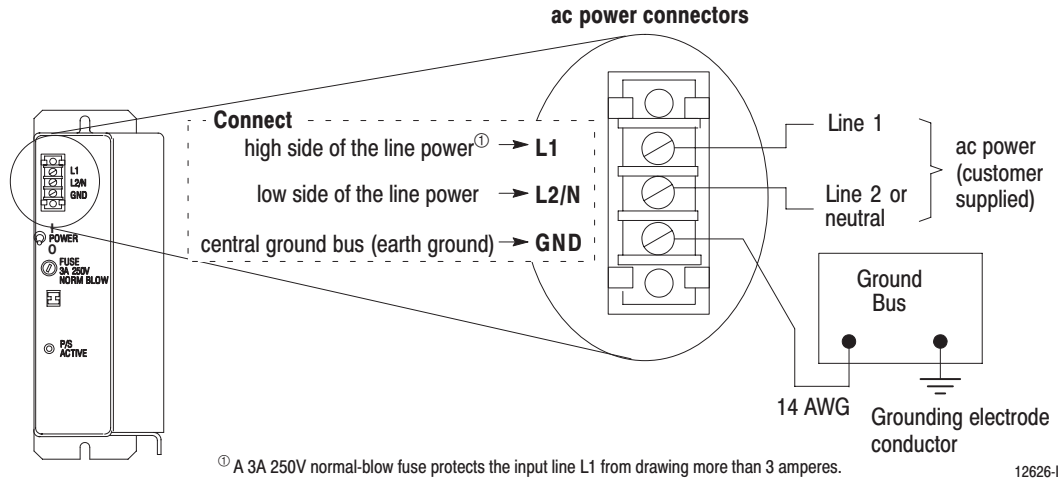 ac power connectors
Connect
high side of the line power① → L1
low side of the line power → L2/N
central ground bus (earth ground) → GND
Line 1
Line 2 or
neutral
ac power
(customer
supplied)
Ground
Bus
14 AWG
Grounding electrode
conductor
L1
L2/N
GND
I
POWER
O
FUSE
3A 250V
NORM BLOW
P/S
ACTIVE
① A 3A 250V normal-blow fuse protects the input line L1 from drawing more than 3 amperes.
12626-I